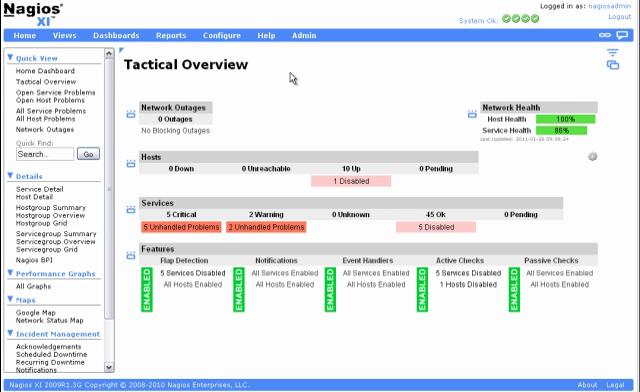 Nagios®
XI™
Logged in as: nagiosadmin
Logout
System Ok:
Home Views Dashboards Reports Configure Help Admin
Quick View
Home Dashboard
Tactical Overview
Open Service Problems
Open Host Problems
All Service Problems
All Host Problems
Network Outages
Quick Find:
Search... Go
Details
Service Detail
Host Detail
Hostgroup Summary
Hostgroup Overview
Hostgroup Grid
Servicegroup Summary
Servicegroup Overview
Servicegroup Grid
Nagios BPI
Performance Graphs
All Graphs
Maps
Google Map
Network Status Map
Incident Management
Acknowledgements
Scheduled Downtime
Recurring Downtime
Notifications
Tactical Overview
Network Outages
0 Outages
No Blocking Outages
Network Health
Host Health 100%
Service Health 86%
Last Updated: 2011-01-26 09:58:24
Hosts
0 Down 0 Unreachable 10 Up 0 Pending
1 Disabled
Services
5 Critical 2 Warning 0 Unknown 45 Ok 0 Pending
5 Unhandled Problems 2 Unhandled Problems 5 Disabled
Features
Flap Detection Notifications Event Handlers Active Checks Passive Checks
ENABLED 5 Services Disabled ENABLED All Services Enabled ENABLED All Services Enabled ENABLED 5 Services Disabled ENABLED All Services Enabled
All Hosts Enabled All Hosts Enabled All Hosts Enabled 1 Hosts Disabled All Hosts Enabled
Nagios XI 2009R1.3G Copyright © 2008-2010 Nagios Enterprises, LLC. About Legal